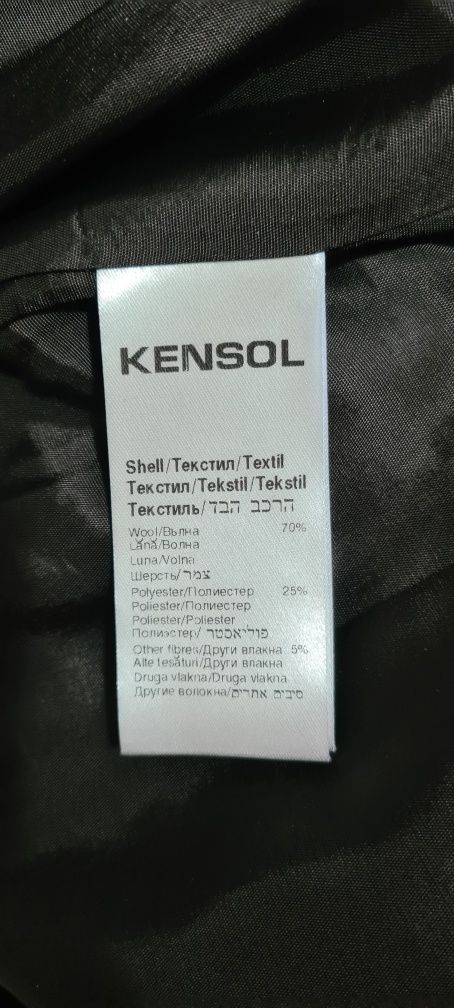 KENSOL
Shell/Текстил/Textil
Текстил/Tekstil/Tekstil
Текстиль/הרכב הבד
Wool/Вълна 70%
Lână/Волна
Luna/Volna
Шерсть/צמר
Polyester/Полиестер 25%
Poliester/Полиестер
Poliester/Poliester
Полиэстер/פוליאסטר
Other fibres/Други влакна 5%
Alte tesături/Други влакна
Druga vlakna/Druga vlakna
Другие волокна/סיבים אחרים